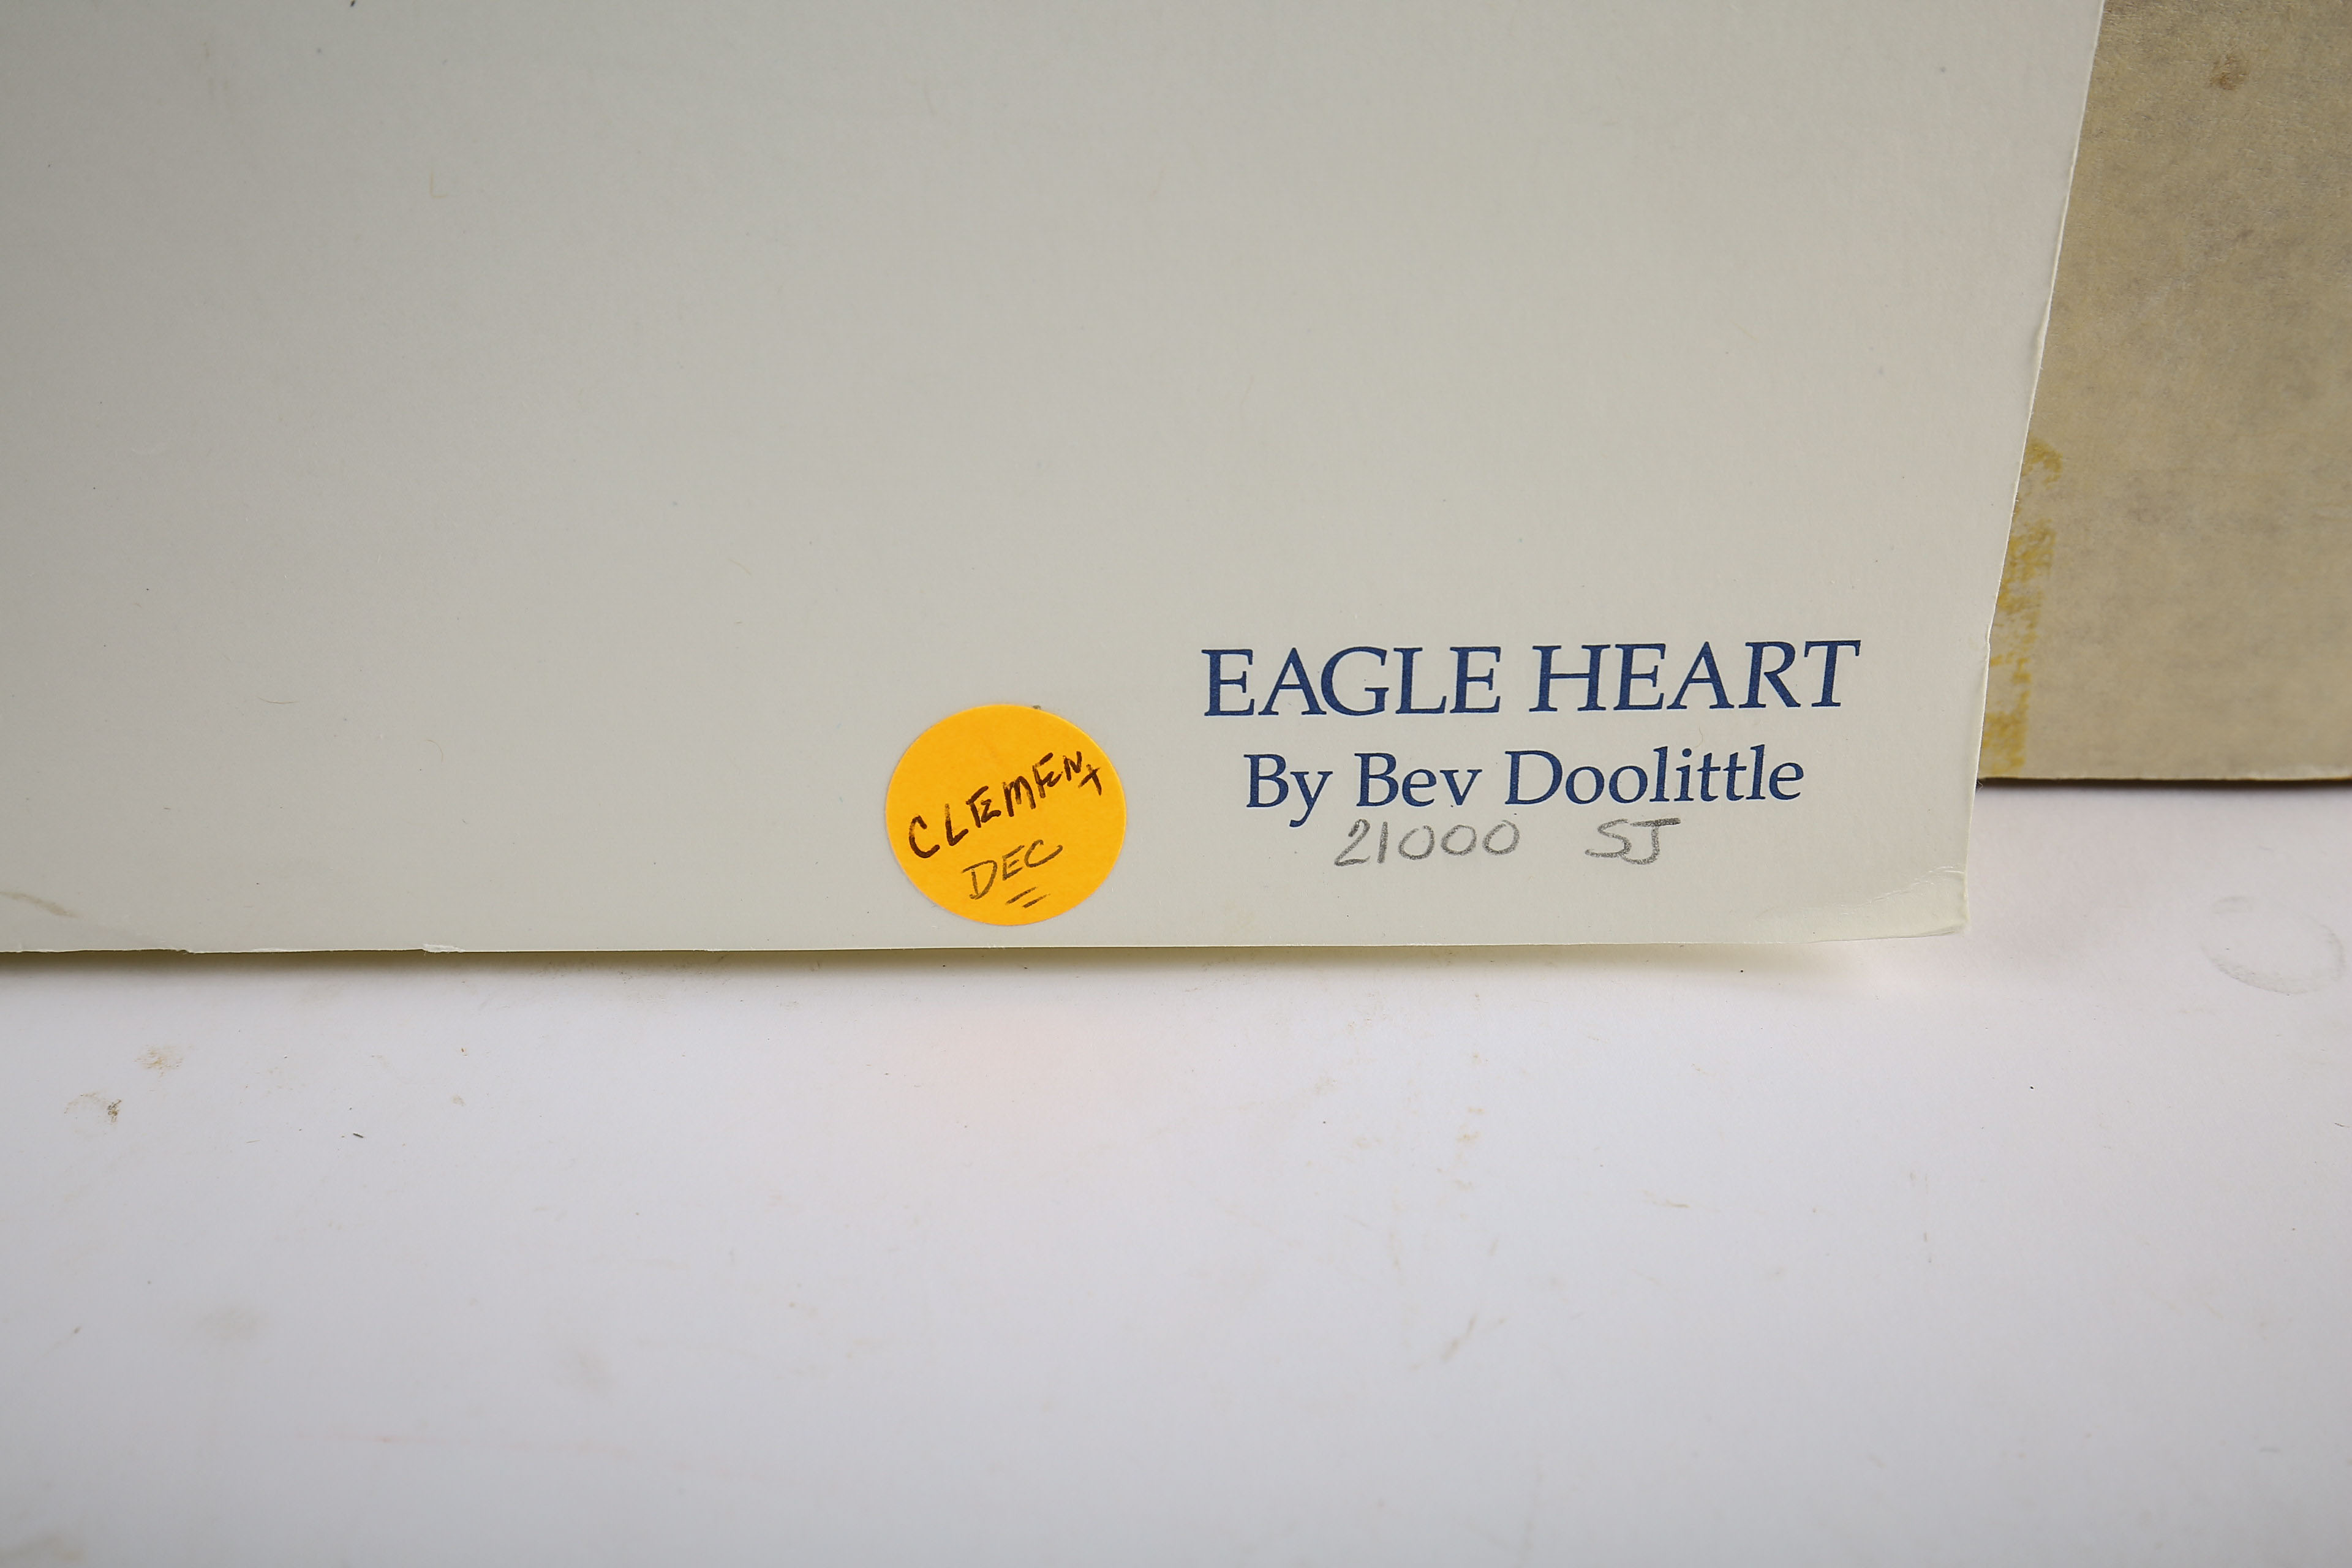 EAGLE HEART
By Bev Doolittle
21000 SJ
CLEMENt
DEC